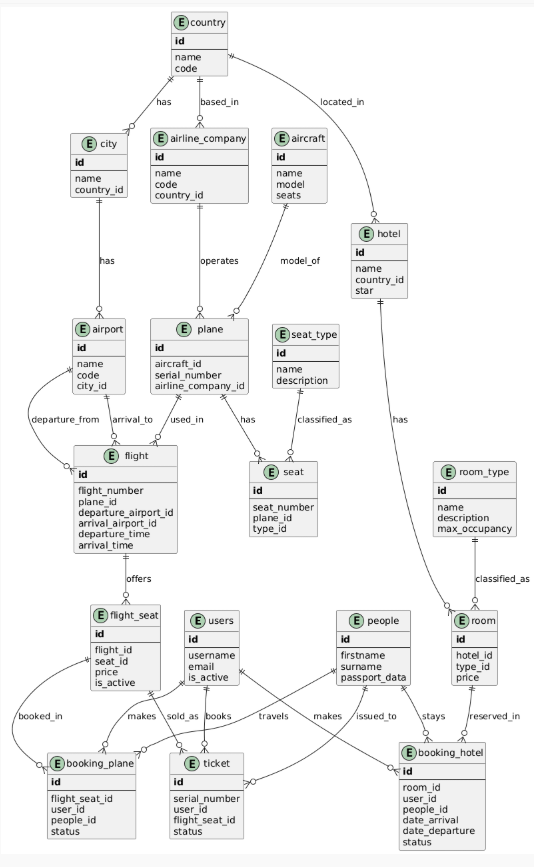 E country
id
name
code
has
based_in
located_in
E city
id
name
country_id
E airline_company
id
name
code
country_id
E aircraft
id
name
model
seats
E hotel
id
name
country_id
star
has
operates
model_of
E airport
id
name
code
city_id
E plane
id
aircraft_id
serial_number
airline_company_id
E seat_type
id
name
description
departure_from
arrival_to
used_in
has
classified_as
has
E flight
id
flight_number
plane_id
departure_airport_id
arrival_airport_id
departure_time
arrival_time
E seat
id
seat_number
plane_id
type_id
E room_type
id
name
description
max_occupancy
offers
classified_as
E flight_seat
id
flight_id
seat_id
price
is_active
E users
id
username
email
is_active
E people
id
firstname
surname
passport_data
E room
id
hotel_id
type_id
price
booked_in
makes
sold_as
books
travels
makes
issued_to
stays
reserved_in
E booking_plane
id
flight_seat_id
user_id
people_id
status
E ticket
id
serial_number
user_id
flight_seat_id
status
E booking_hotel
id
room_id
user_id
people_id
date_arrival
date_departure
status